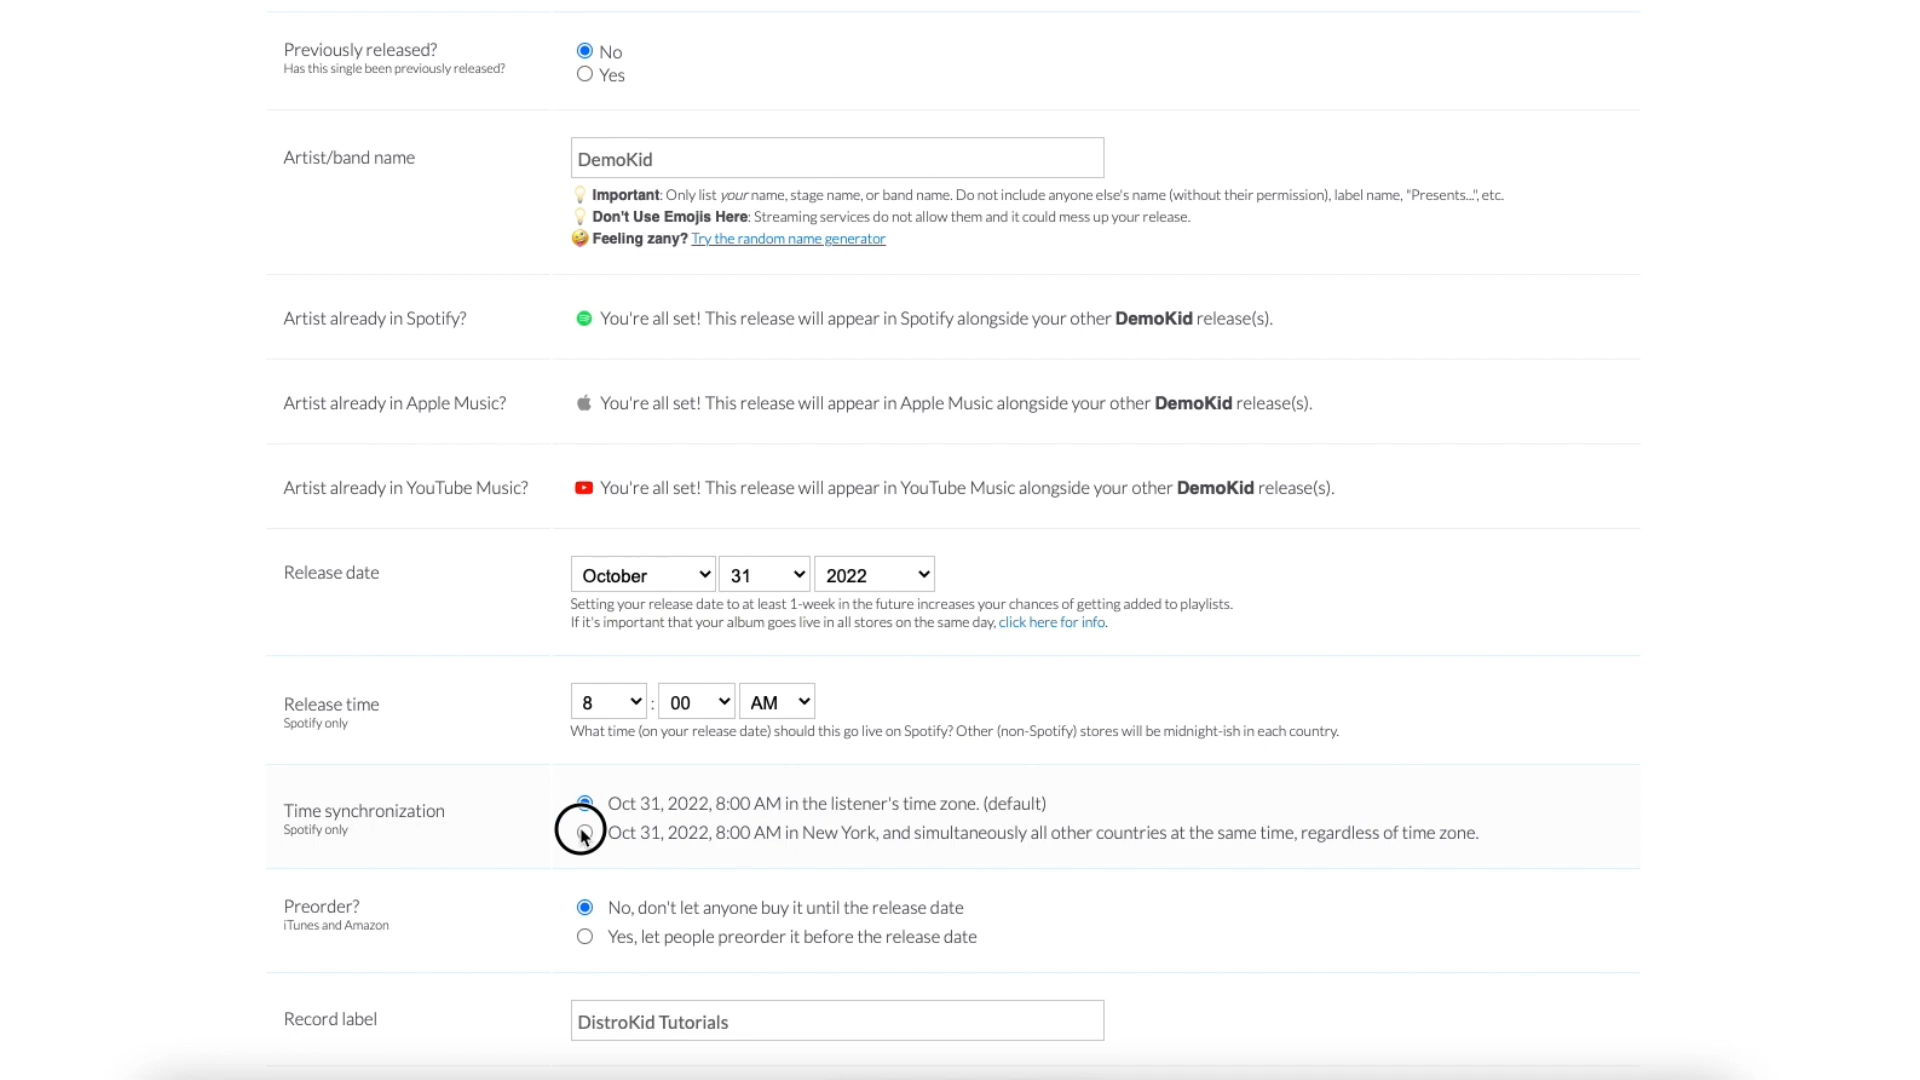 Previously released?
Has this single been previously released?
No
Yes
Artist/band name
DemoKid
Important: Only list your name, stage name, or band name. Do not include anyone else's name (without their permission), label name, "Presents...", etc.
Don't Use Emojis Here: Streaming services do not allow them and it could mess up your release.
Feeling zany? Try the random name generator
Artist already in Spotify?
You're all set! This release will appear in Spotify alongside your other DemoKid release(s).
Artist already in Apple Music?
You're all set! This release will appear in Apple Music alongside your other DemoKid release(s).
Artist already in YouTube Music?
You're all set! This release will appear in YouTube Music alongside your other DemoKid release(s).
Release date
October 31 2022
Setting your release date to at least 1-week in the future increases your chances of getting added to playlists.
If it's important that your album goes live in all stores on the same day, click here for info.
Release time
Spotify only
8 : 00 AM
What time (on your release date) should this go live on Spotify? Other (non-Spotify) stores will be midnight-ish in each country.
Time synchronization
Spotify only
Oct 31, 2022, 8:00 AM in the listener's time zone. (default)
Oct 31, 2022, 8:00 AM in New York, and simultaneously all other countries at the same time, regardless of time zone.
Preorder?
iTunes and Amazon
No, don't let anyone buy it until the release date
Yes, let people preorder it before the release date
Record label
DistroKid Tutorials